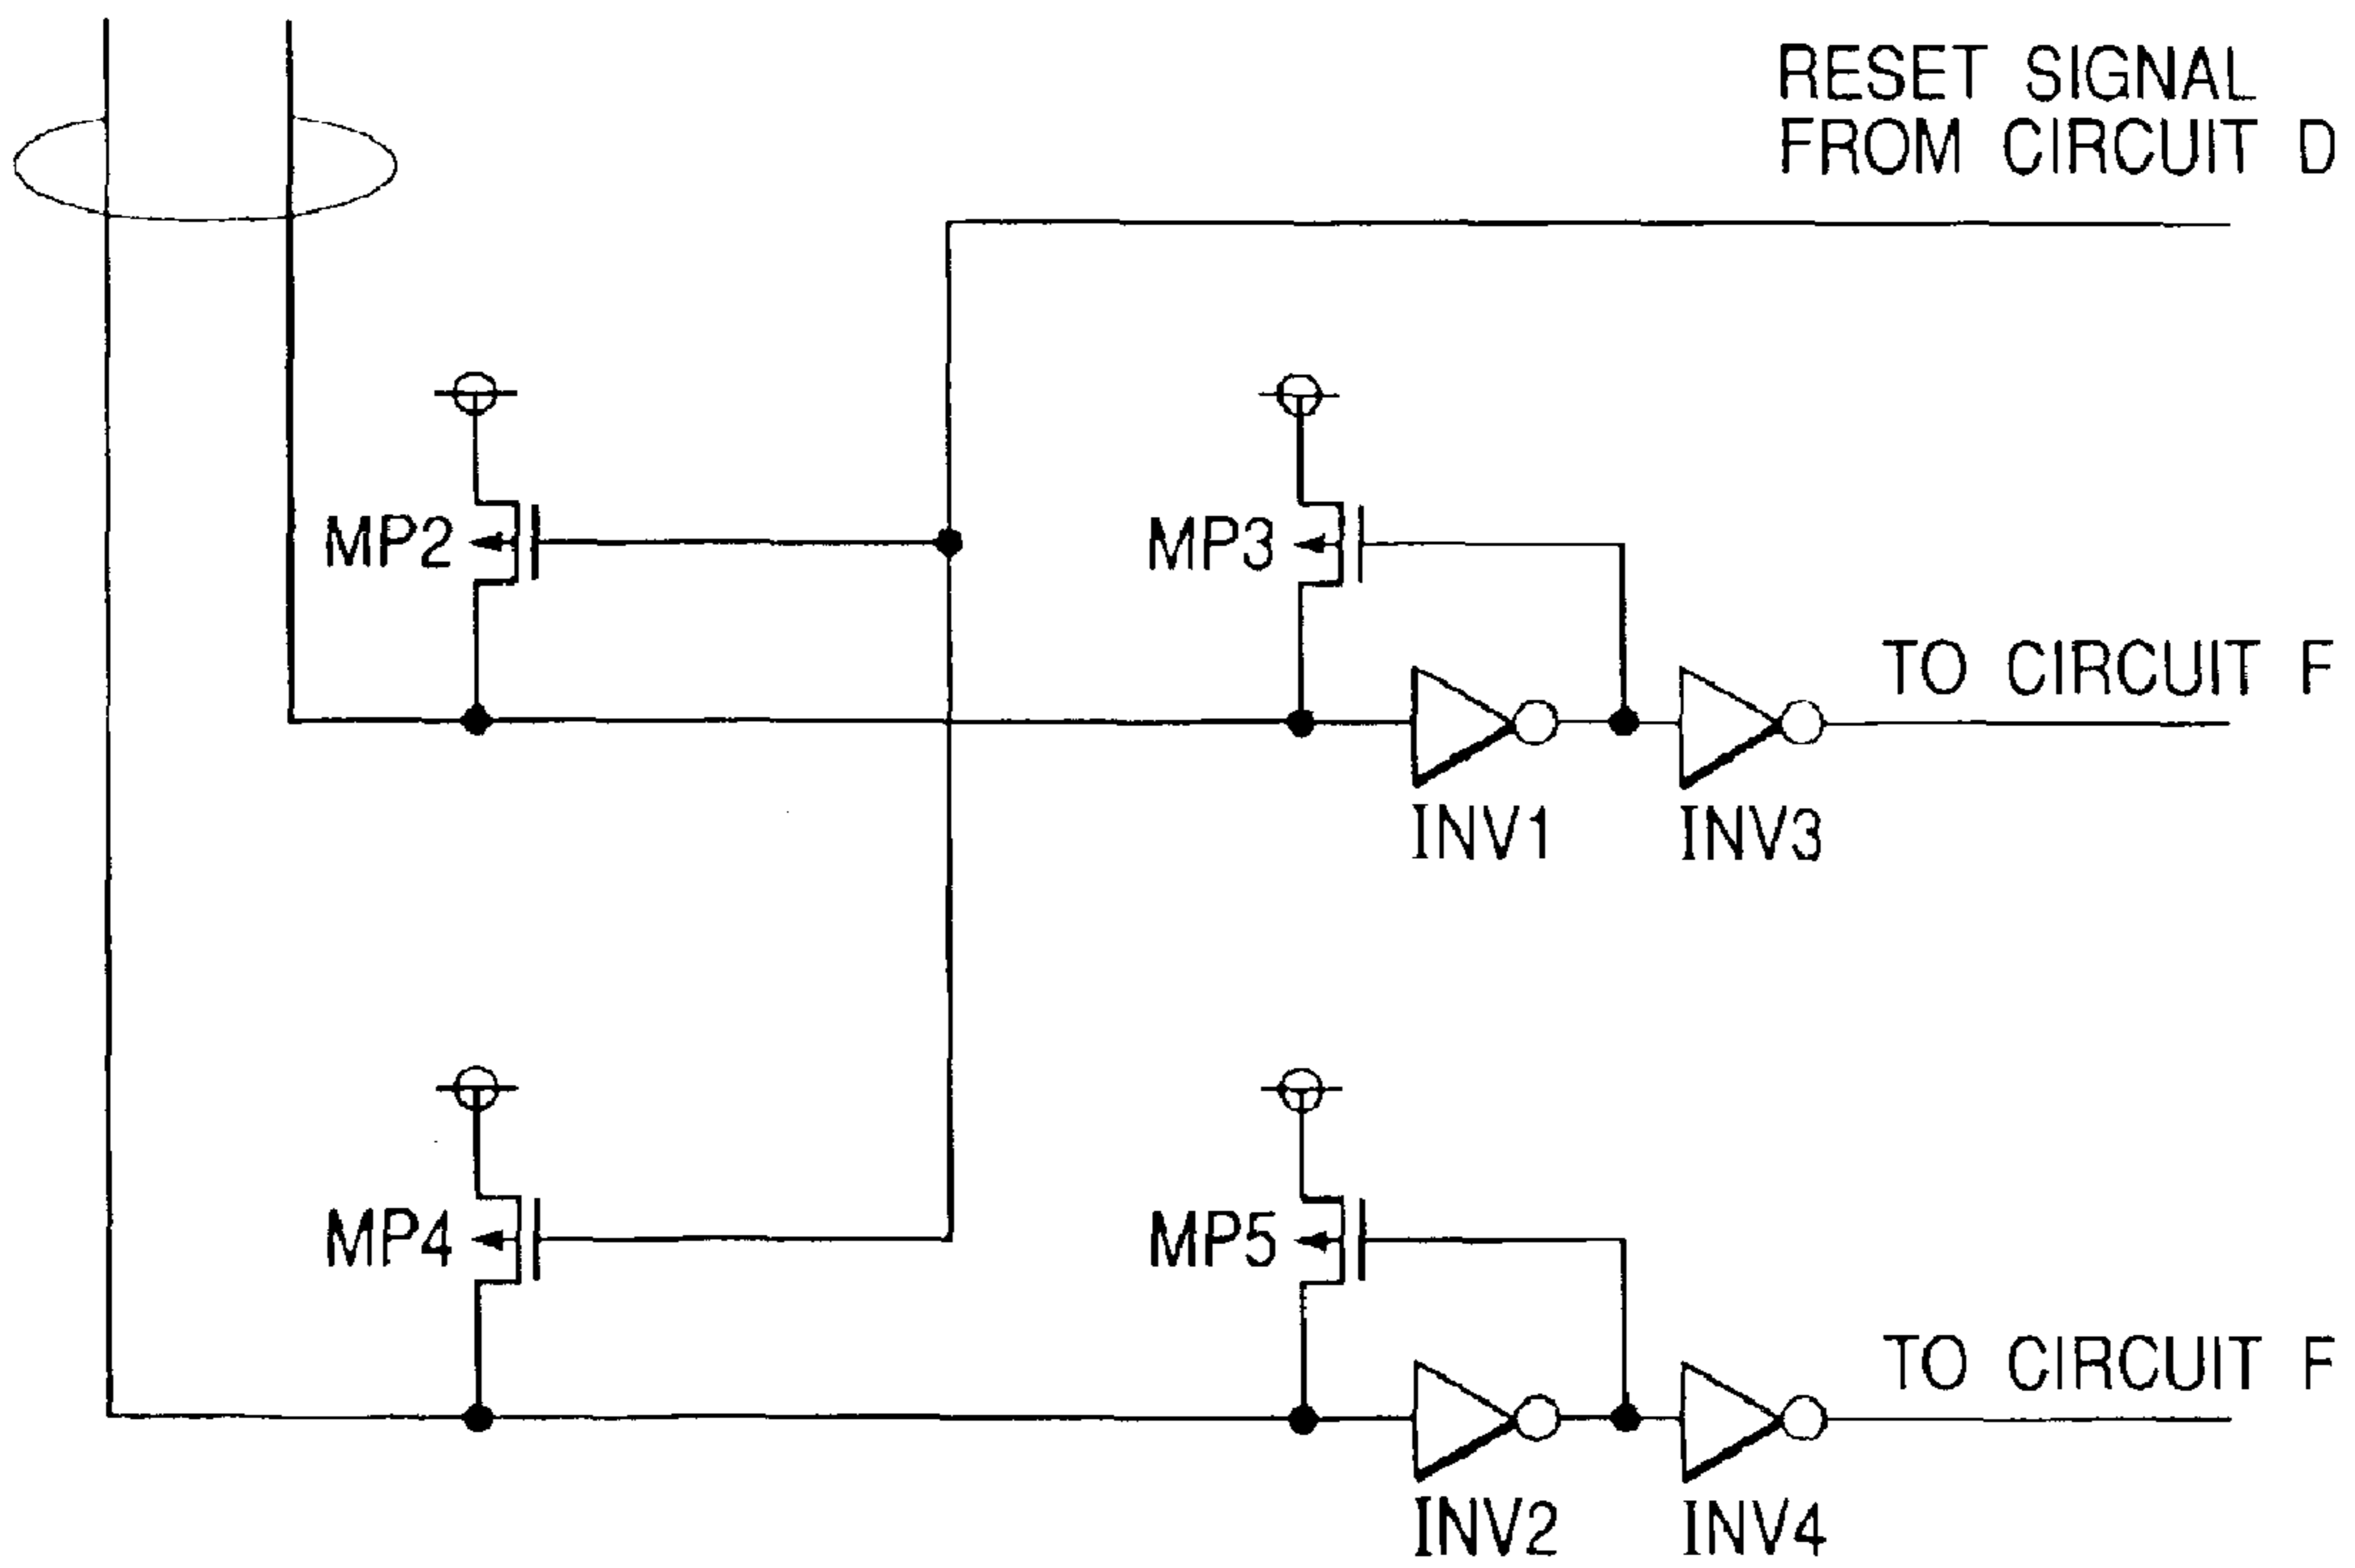 RESET SIGNAL
FROM CIRCUIT D
MP2
MP3
TO CIRCUIT F
INV1
INV3
MP4
MP5
TO CIRCUIT F
INV2
INV4